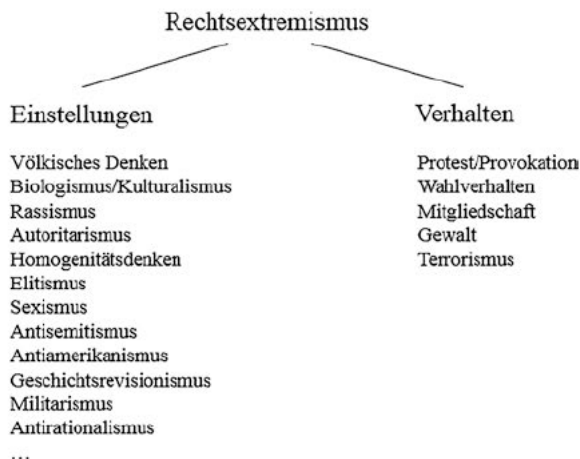 Rechtsextremismus
Einstellungen
Völkisches Denken
Biologismus/Kulturalismus
Rassismus
Autoritarismus
Homogenitätsdenken
Elitismus
Sexismus
Antisemitismus
Antiamerikanismus
Geschichtsrevisionismus
Militarismus
Antirationalismus
...
Verhalten
Protest/Provokation
Wahlverhalten
Mitgliedschaft
Gewalt
Terrorismus